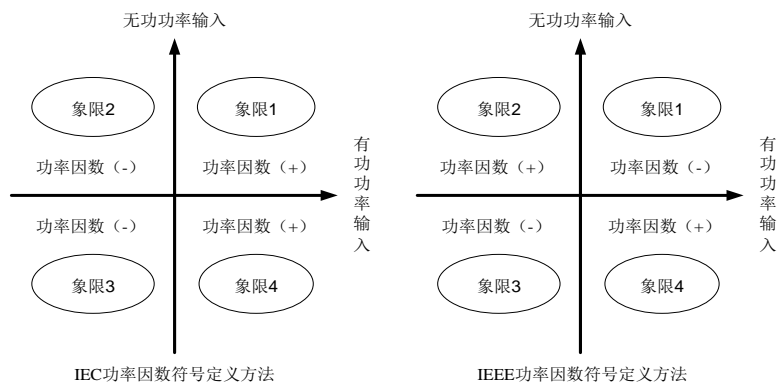 无功功率输入
象限2
象限1
功率因数（-）
功率因数（+）
有功功率输入
功率因数（-）
功率因数（+）
象限3
象限4
IEC功率因数符号定义方法
无功功率输入
象限2
象限1
功率因数（+）
功率因数（-）
有功功率输入
功率因数（-）
功率因数（+）
象限3
象限4
IEEE功率因数符号定义方法